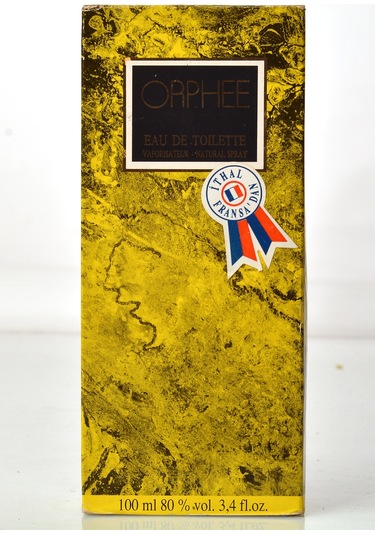 ORPHEE
EAU DE TOILETTE
VAPORISATEUR - NATURAL SPRAY
İTHAL
FRANSA'DAN
100 ml 80 % vol. 3,4 fl.oz.